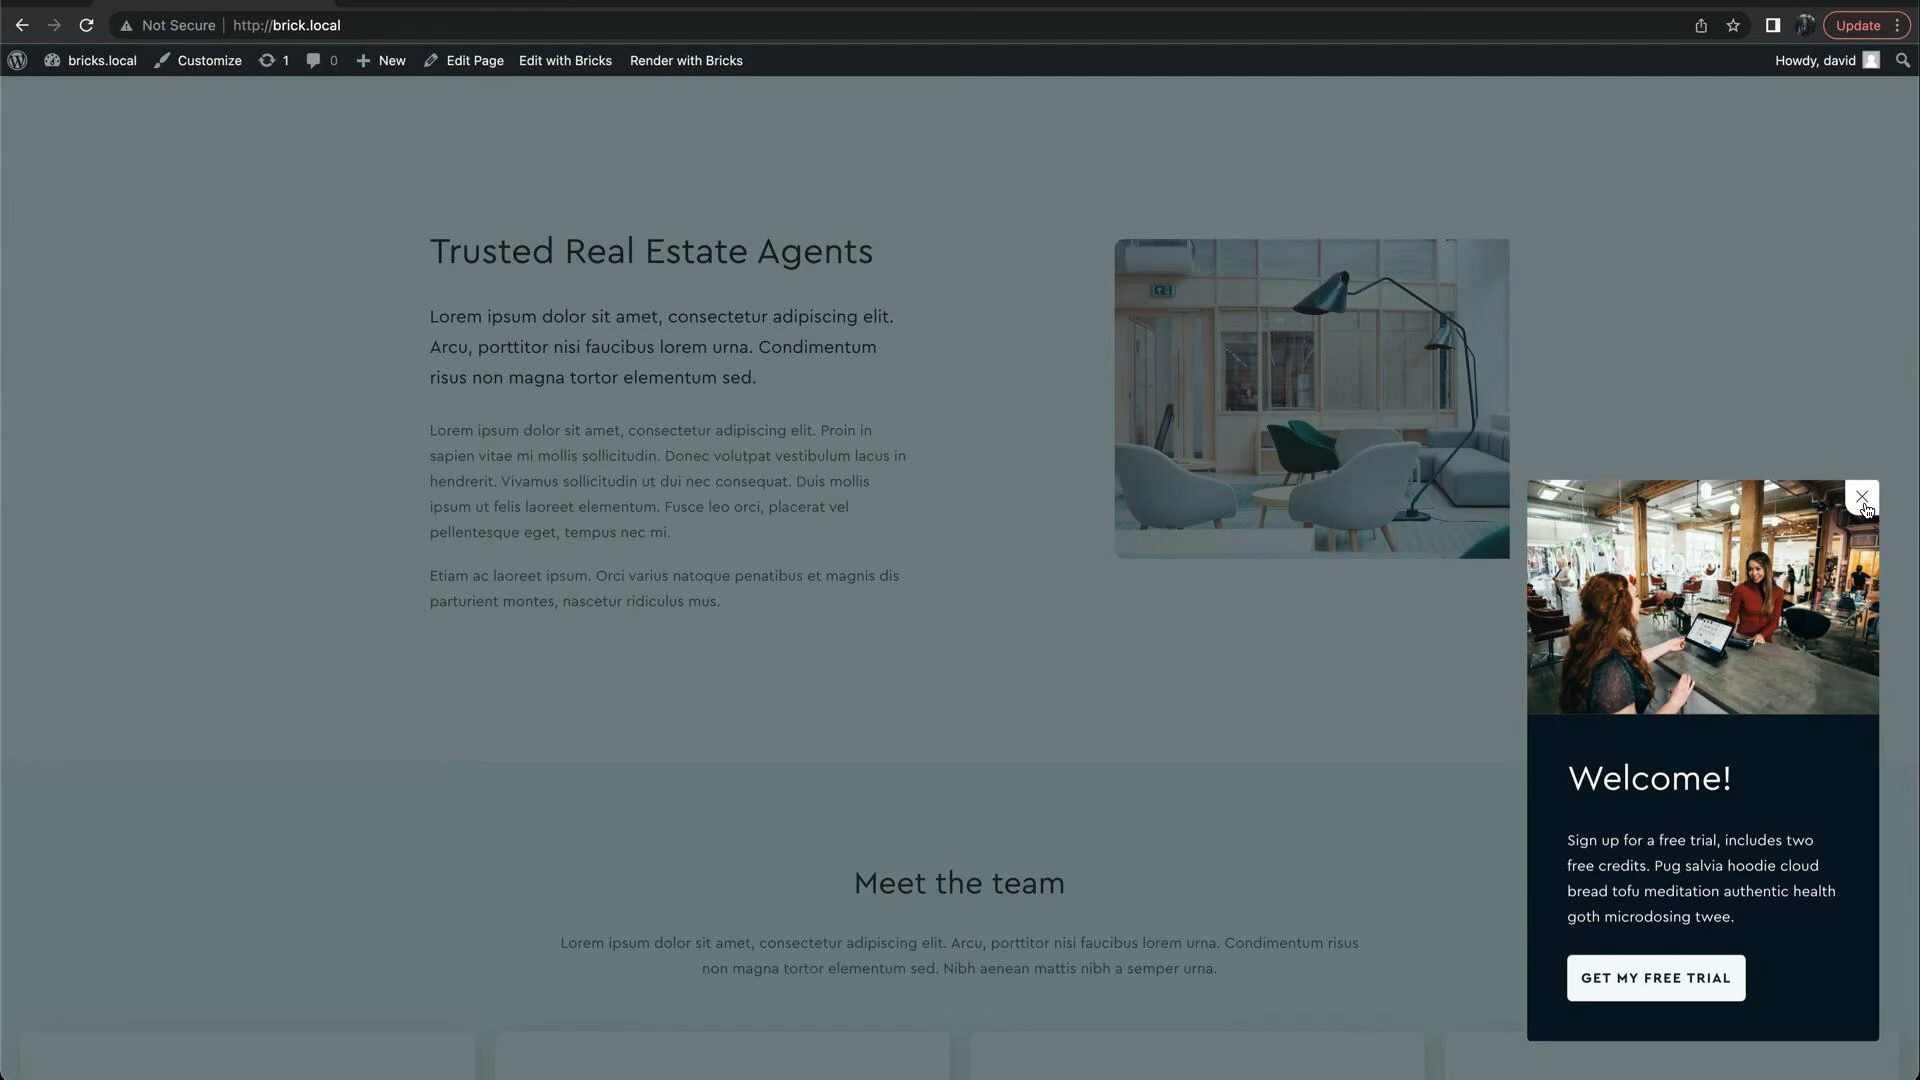 Not Secure
http://brick.local
Update
bricks.local
Customize
1
0
New
Edit Page
Edit with Bricks
Render with Bricks
Howdy, david
Trusted Real Estate Agents
Lorem ipsum dolor sit amet, consectetur adipiscing elit.
Arcu, porttitor nisi faucibus lorem urna. Condimentum
risus non magna tortor elementum sed.
Lorem ipsum dolor sit amet, consectetur adipiscing elit. Proin in
sapien vitae mi mollis sollicitudin. Donec volutpat vestibulum lacus in
hendrerit. Vivamus sollicitudin ut dui nec consequat. Duis mollis
ipsum ut felis laoreet elementum. Fusce leo orci, placerat vel
pellentesque eget, tempus nec mi.
Etiam ac laoreet ipsum. Orci varius natoque penatibus et magnis dis
parturient montes, nascetur ridiculus mus.
Meet the team
Lorem ipsum dolor sit amet, consectetur adipiscing elit. Arcu, porttitor nisi faucibus lorem urna. Condimentum risus
non magna tortor elementum sed. Nibh aenean mattis nibh a semper urna.
Welcome!
Sign up for a free trial, includes two
free credits. Pug salvia hoodie cloud
bread tofu meditation authentic health
goth microdosing twee.
GET MY FREE TRIAL